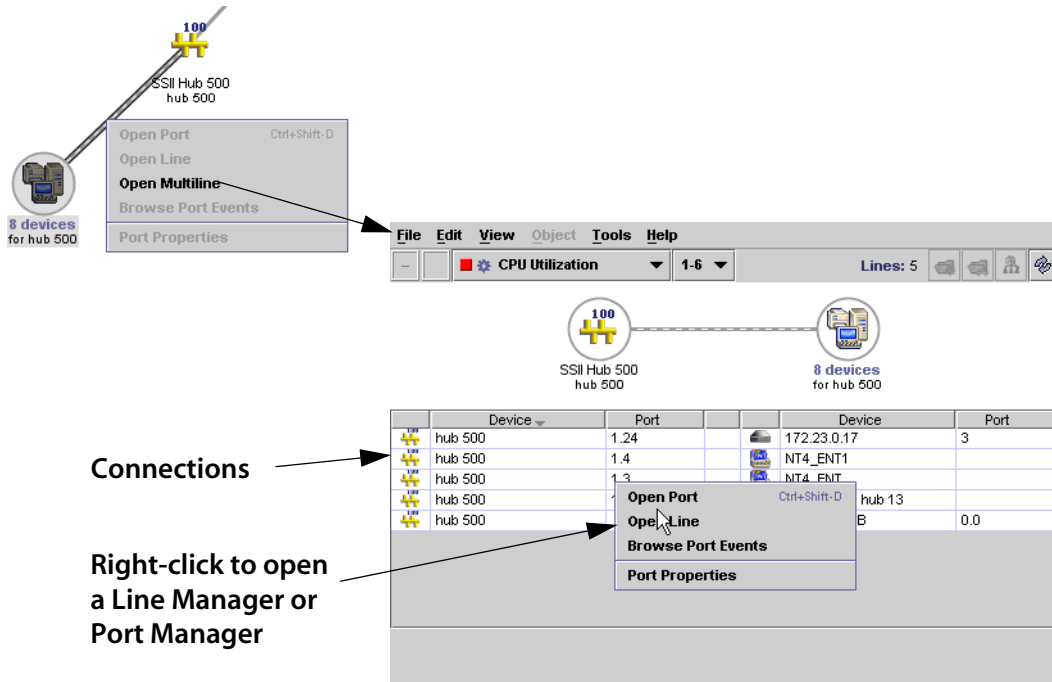 100
SSII Hub 500
hub 500
Open Port Ctrl+Shift-D
Open Line
Open Multiline
Browse Port Events
Port Properties
8 devices
for hub 500
File Edit View Object Tools Help
CPU Utilization 1-6 Lines: 5
100
SSII Hub 500
hub 500
8 devices
for hub 500
Device Port Device Port
hub 500 1.24 172.23.0.17 3
hub 500 1.4 NT4_ENT1
hub 500 1.3 NT4_ENT
hub 500 hub 13
hub 500 B 0.0
Open Port Ctrl+Shift-D
Open Line
Browse Port Events
Port Properties
Connections
Right-click to open
a Line Manager or
Port Manager